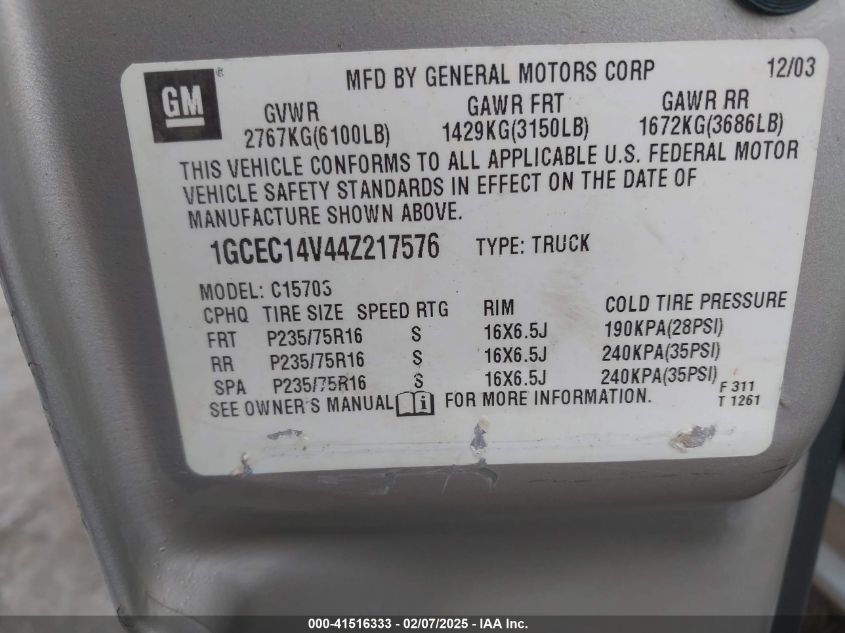 GM
MFD BY GENERAL MOTORS CORP 12/03
GVWR GAWR FRT GAWR RR
2767KG(6100LB) 1429KG(3150LB) 1672KG(3686LB)
THIS VEHICLE CONFORMS TO ALL APPLICABLE U.S. FEDERAL MOTOR
VEHICLE SAFETY STANDARDS IN EFFECT ON THE DATE OF
MANUFACTURE SHOWN ABOVE.
1GCEC14V44Z217576 TYPE: TRUCK
MODEL: C15703
CPHQ TIRE SIZE SPEED RTG RIM COLD TIRE PRESSURE
FRT P235/75R16 S 16X6.5J 190KPA(28PSI)
RR P235/75R16 S 16X6.5J 240KPA(35PSI)
SPA P235/75R16 S 16X6.5J 240KPA(35PSI)
F 311
SEE OWNER'S MANUAL FOR MORE INFORMATION. T 1261
000-41516333 - 02/07/2025 - IAA Inc.